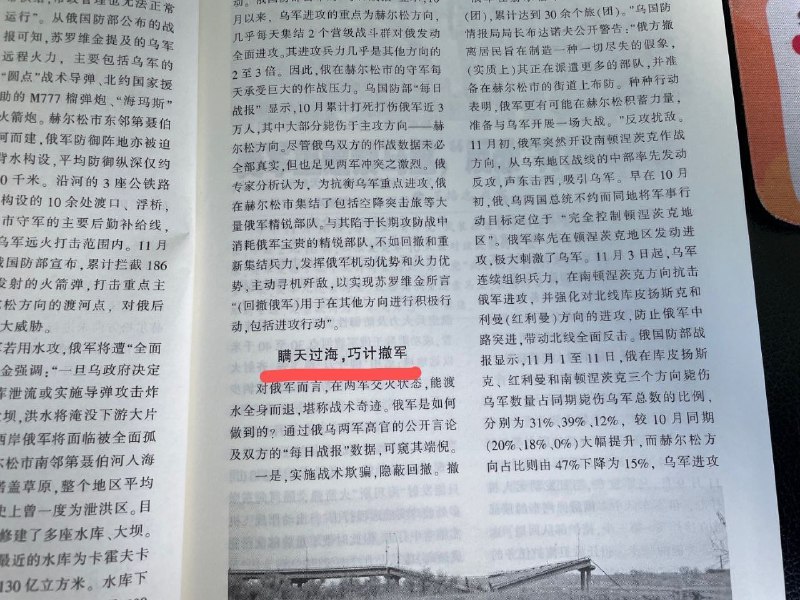 运行”。从俄国防部公布的战
报可知，苏罗维金提及的乌军
远程火力，主要包括乌军的
“圆点”战术导弹、北约国家援
助的M777榴弹炮、“海玛斯”
火箭炮。赫尔松市东邻第聂伯
河而建，俄军防御阵地亦被迫
背水构设，平均防御纵深仅约
0千米。沿河的3座公铁路
构设的10余处渡口、浮桥，
市守军的主要后勤补给线，
乌军远火打击范围内。11月
俄国防部宣布，累计拦截186
发射的火箭弹，打击重点主
尔松方向的渡河点，对俄后
大威胁。
军若用水攻，俄军将遭“全面
金强调：“一旦乌政府决定
库泄洪或实施导弹攻击炸
坝，洪水将淹没下游大片
两岸俄军将面临被全面孤
尔松市南邻第聂伯河人海
者盖草原，整个地区平均
史上曾一度为泄洪区。目
修建了多座水库、大坝。
最近的水库为卡霍夫卡
130亿立方米。水库下
月以来，乌军进攻的重点为赫尔松方向，
几乎每天集结2个营级战斗群对俄发动
全面进攻。其进攻兵力几乎是其他方向的
2至3倍。因此，俄在赫尔松市的守军每
天承受巨大的作战压力。乌国防部“每日
战报”显示，10月累计打死打伤俄军近3
万人，其中大部分毙伤于主攻方向——赫
尔松方向。尽管俄乌双方的作战数据未必
全部真实，但也足见两军冲突之激烈。俄
专家分析认为，为抗衡乌军重点进攻，俄
在赫尔松市集结了包括空降突击旅等大
量俄军精锐部队。与其陷于长期攻防战中
消耗俄军宝贵的精锐部队，不如回撤和重
新集结兵力，发挥俄军机动优势和火力优
势，主动寻机歼敌，以实现苏罗维金所言
“（回撤俄军）用于在其他方向进行积极行
动，包括进攻行动”。
瞒天过海，巧计撤军
对俄军而言，在两军交火状态，能渡
水全身而退，堪称战术奇迹。俄军是如何
做到的？通过俄乌两军高官的公开言论
及双方的“每日战报”数据，可窥其端倪。
一是，实施战术欺骗，隐蔽回撤。撤
（团），累计达到30余个旅（团）。“乌国防
情报局局长布达诺夫公开警告：“俄方撤
离居民旨在制造一种一切尽失的假象，
（实质上）其正在派遣更多的部队，并准
备在赫尔松市的街道上布防。种种行动
表明，俄军更有可能在赫尔松积蓄力量，
准备与乌军开展一场大战。”反攻扰敌。
11月初，俄军突然开设南顿涅茨克作战
方向，从乌东地区战线的中部率先发动
反攻，声东击西，吸引乌军。早在10月
初，俄、乌两国总统不约而同地将军事行
动目标定位于“完全控制顿涅茨克地
区”。俄军率先在顿涅茨克地区发动进
攻，极大刺激了乌军。11月3日起，乌军
连续组织兵力，在南顿涅茨克方向抗击
俄军进攻，并强化对北线库皮扬斯克和
利曼（红利曼）方向的进攻，防止俄军中
路突进，带动北线全面反击。俄国防部战
报显示，11月1日至11日，俄在库皮扬斯
克、红利曼和南顿涅茨克三个方向毙伤
乌军数量占同期毙伤乌军总数的比例，
分别为31%、39%、12%，较10月同期
（20%、18%、0%）大幅提升，而赫尔松方
向占比则由47%下降为15%，乌军进攻